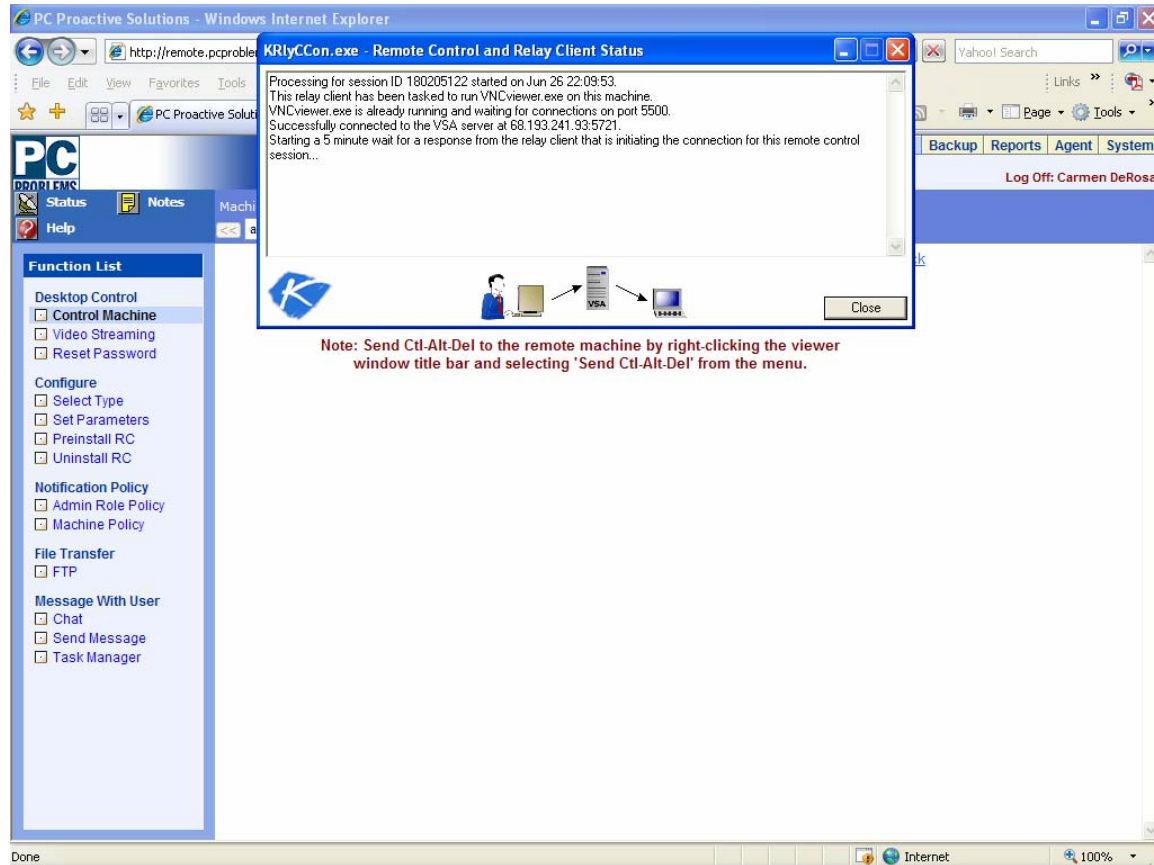 PC Proactive Solutions - Windows Internet Explorer
http://remote.pcproble
Yahoo! Search
File Edit View Favorites Tools
Links »
PC Proactive Soluti
Page Tools »
KRlyCCon.exe - Remote Control and Relay Client Status
Processing for session ID 180205122 started on Jun 26 22:09:53.
This relay client has been tasked to run VNCviewer.exe on this machine.
VNCviewer.exe is already running and waiting for connections on port 5500.
Successfully connected to the VSA server at 68.193.241.93:5721.
Starting a 5 minute wait for a response from the relay client that is initiating the connection for this remote control
session...
K
VSA
Close
PC
PROBLEMS
Backup Reports Agent System
Log Off: Carmen DeRosa
Status Notes
Help
Machi
<< a
ck
Function List
Desktop Control
Control Machine
Video Streaming
Reset Password
Configure
Select Type
Set Parameters
Preinstall RC
Uninstall RC
Notification Policy
Admin Role Policy
Machine Policy
File Transfer
FTP
Message With User
Chat
Send Message
Task Manager
Note: Send Ctl-Alt-Del to the remote machine by right-clicking the viewer
window title bar and selecting 'Send Ctl-Alt-Del' from the menu.
Done
Internet
100%